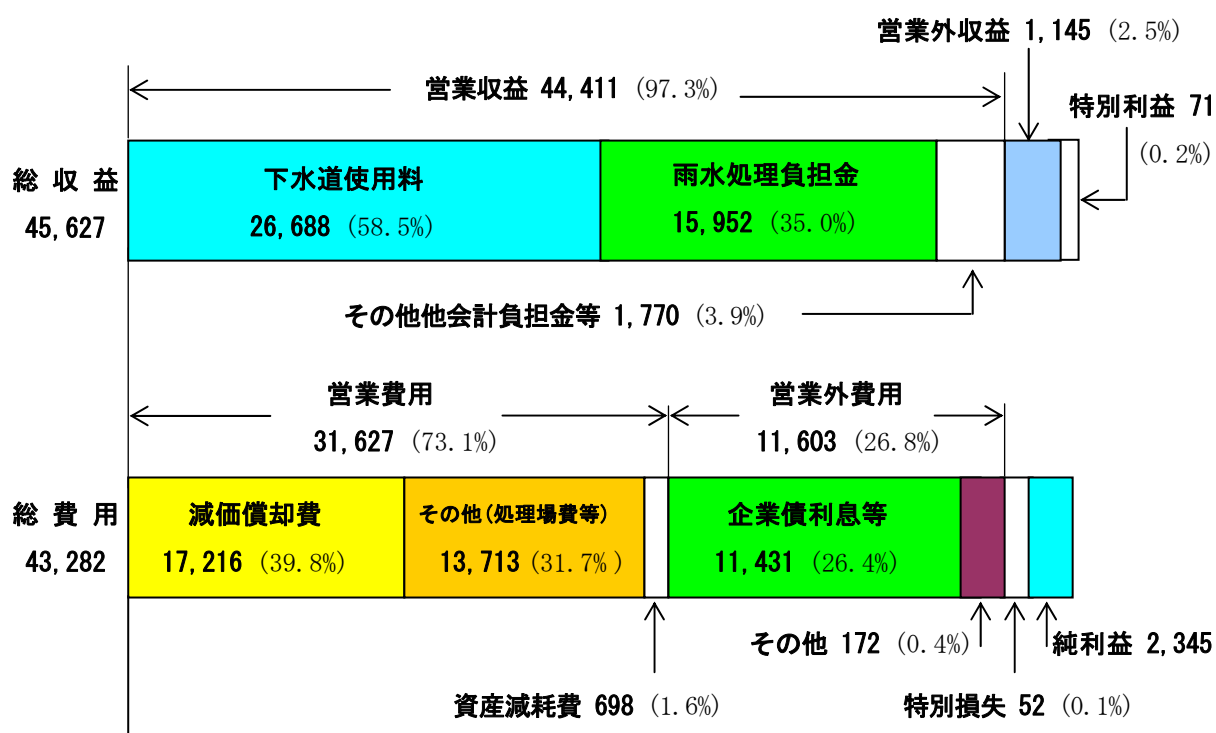 営業外収益 1,145 (2.5%)
営業収益 44,411 (97.3%)
特別利益 71
(0.2%)
総収益
45,627
下水道使用料
26,688 (58.5%)
雨水処理負担金
15,952 (35.0%)
その他他会計負担金等 1,770 (3.9%)
営業費用
31,627 (73.1%)
営業外費用
11,603 (26.8%)
総費用
43,282
減価償却費
17,216 (39.8%)
その他(処理場費等)
13,713 (31.7%)
企業債利息等
11,431 (26.4%)
その他 172 (0.4%)
純利益 2,345
資産減耗費 698 (1.6%)
特別損失 52 (0.1%)